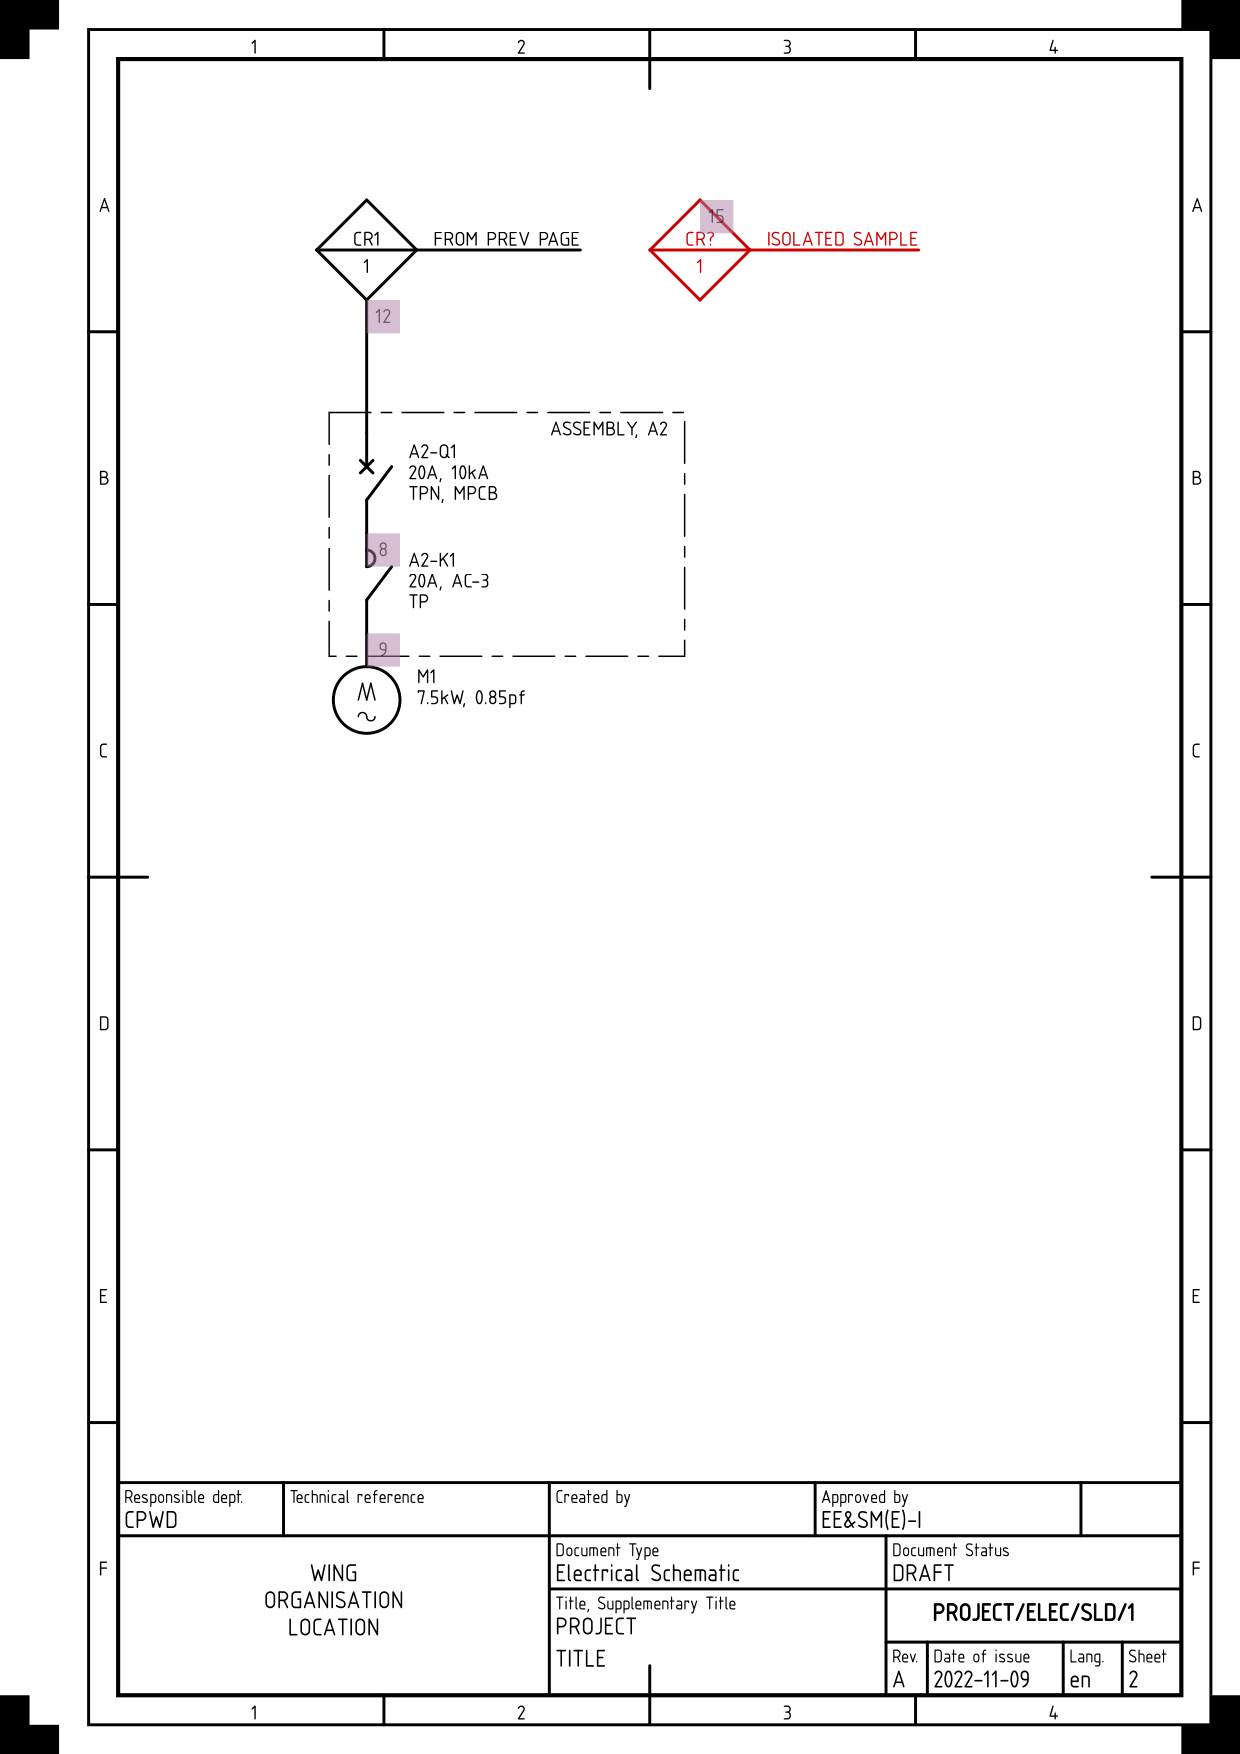 1 2 3 4
A A
15
CR1 FROM PREV PAGE CR? ISOLATED SAMPLE
1 1
12
ASSEMBLY, A2
A2-Q1
B B
20A, 10kA
TPN, MPCB
8
A2-K1
20A, AC-3
TP
9
M1
M
7.5kW, 0.85pf
~
C C
D D
E E
Responsible dept. Technical reference Created by Approved by
CPWD EE&SM(E)-I
Document Type Document Status
F WING Electrical Schematic DRAFT F
ORGANISATION Title, Supplementary Title
PROJECT/ELEC/SLD/1
LOCATION PROJECT
TITLE Rev. Date of issue Lang. Sheet
A 2022-11-09 en 2
1 2 3 4